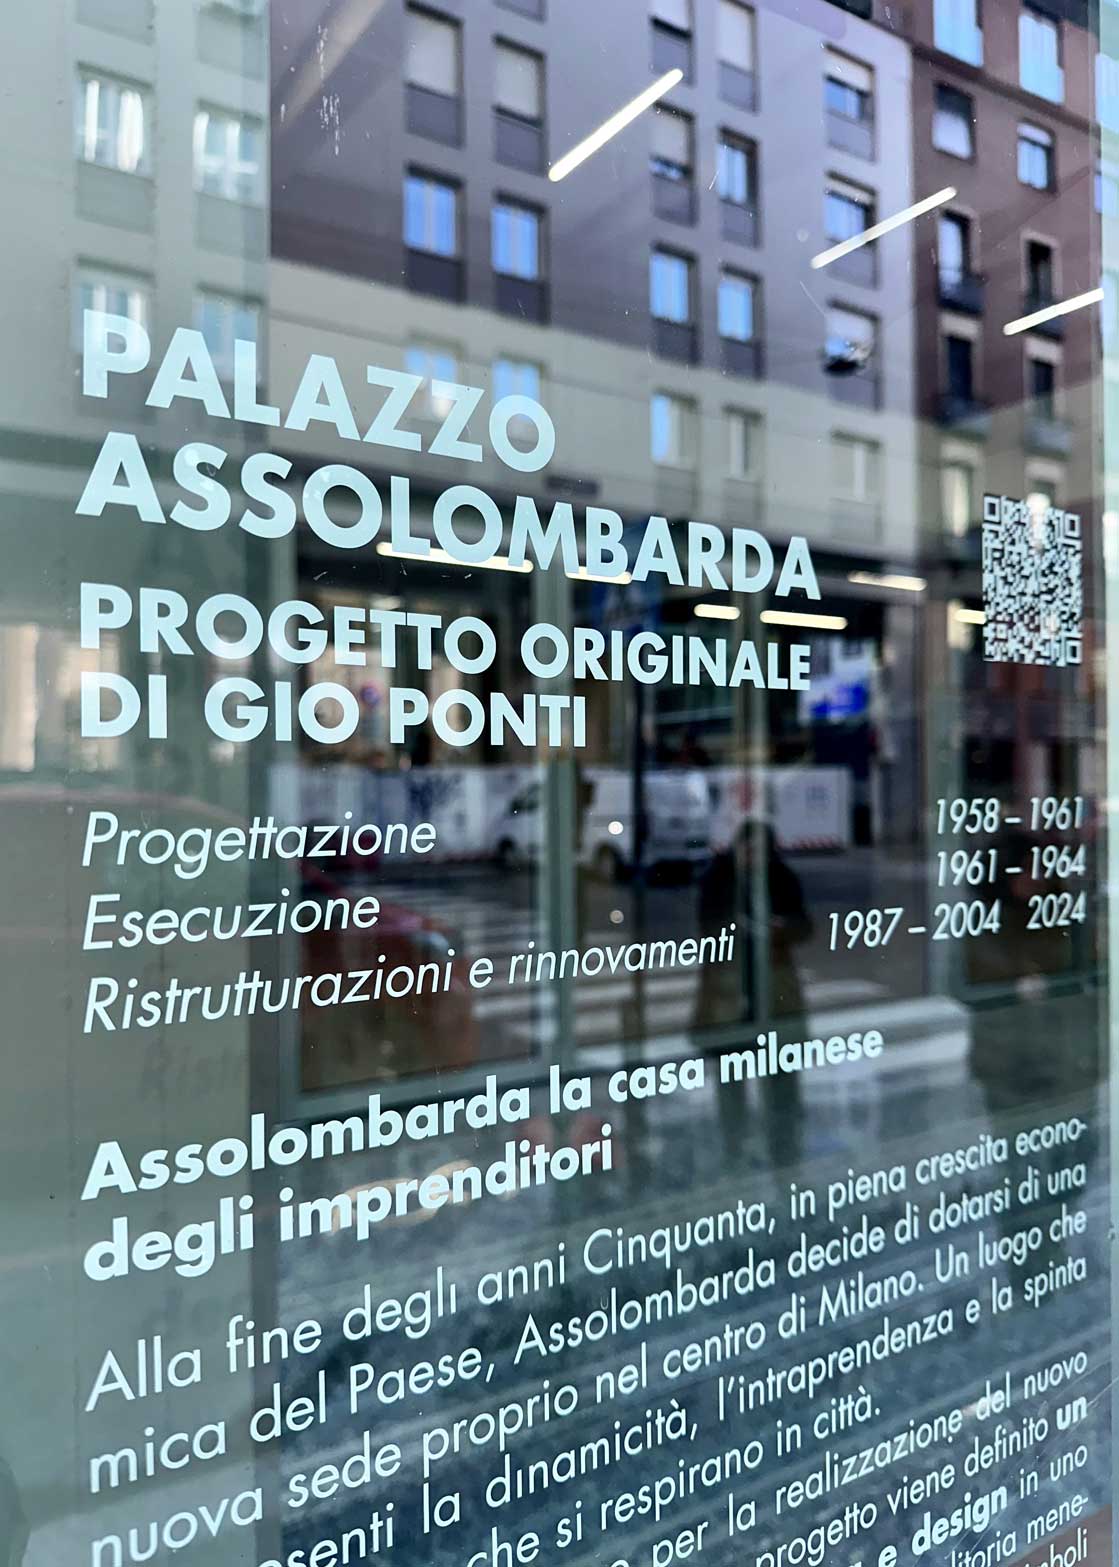 PALAZZO
ASSOLOMBARDA
PROGETTO ORIGINALE
DI GIO PONTI
Progettazione 1958 – 1961
Esecuzione 1961 – 1964
Ristrutturazioni e rinnovamenti 1987 – 2004 2024
Assolombarda la casa milanese
degli imprenditori
Alla fine degli anni Cinquanta, in piena crescita econo-
mica del Paese, Assolombarda decide di dotarsi di una
nuova sede proprio nel centro di Milano. Un luogo che
la dinamicità, l’intraprendenza e la spinta
che si respirano in città.
per la realizzazione del nuovo
progetto viene definito un
e design in uno
mene-